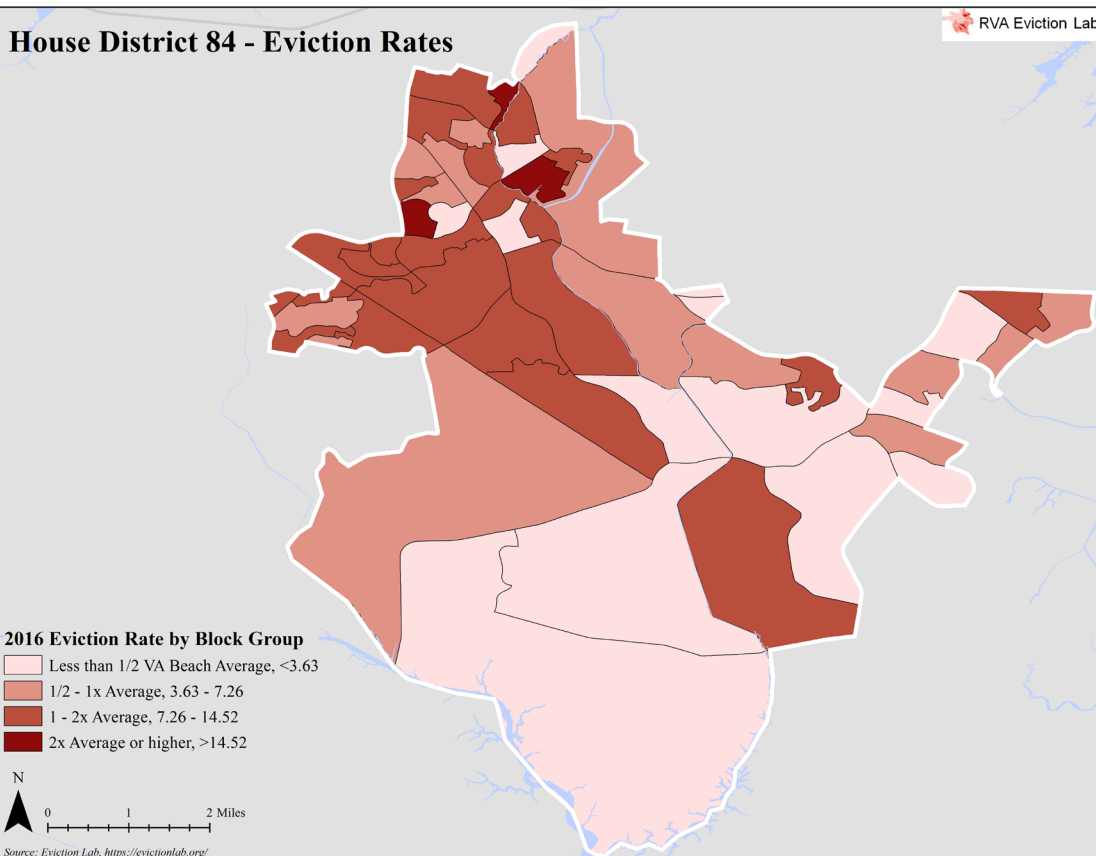 House District 84 - Eviction Rates
RVA Eviction Lab
2016 Eviction Rate by Block Group
Less than 1/2 VA Beach Average, <3.63
1/2 - 1x Average, 3.63 - 7.26
1 - 2x Average, 7.26 - 14.52
2x Average or higher, >14.52
N
0 1 2 Miles
Source: Eviction Lab, https://evictionlab.org/